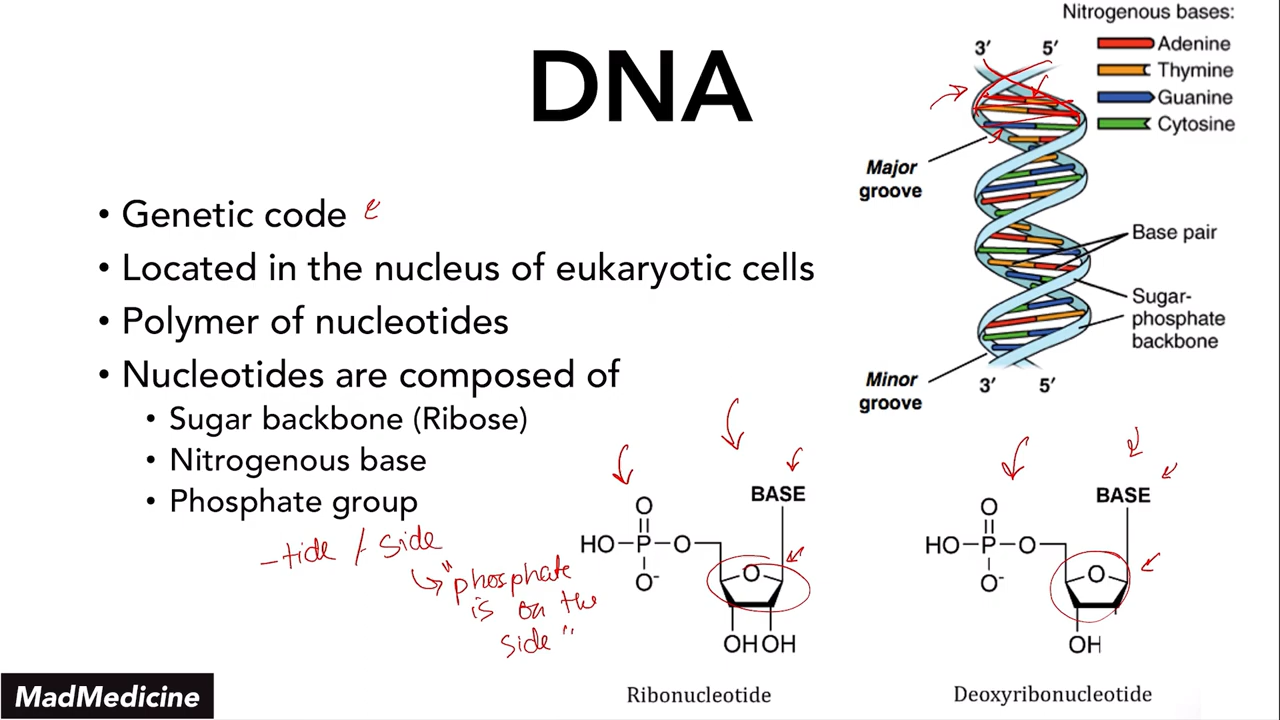 DNA
• Genetic code
• Located in the nucleus of eukaryotic cells
• Polymer of nucleotides
• Nucleotides are composed of
• Sugar backbone (Ribose)
• Nitrogenous base
• Phosphate group
-tide / side
"phosphate
is on the
side"
Nitrogenous bases:
Adenine
Thymine
Guanine
Cytosine
3′ 5′
Major
groove
Base pair
Sugar-
phosphate
backbone
Minor
groove
3′ 5′
BASE
O
HO P O O
O-
OH OH
Ribonucleotide
BASE
O
HO P O O
O-
OH
Deoxyribonucleotide
MadMedicine